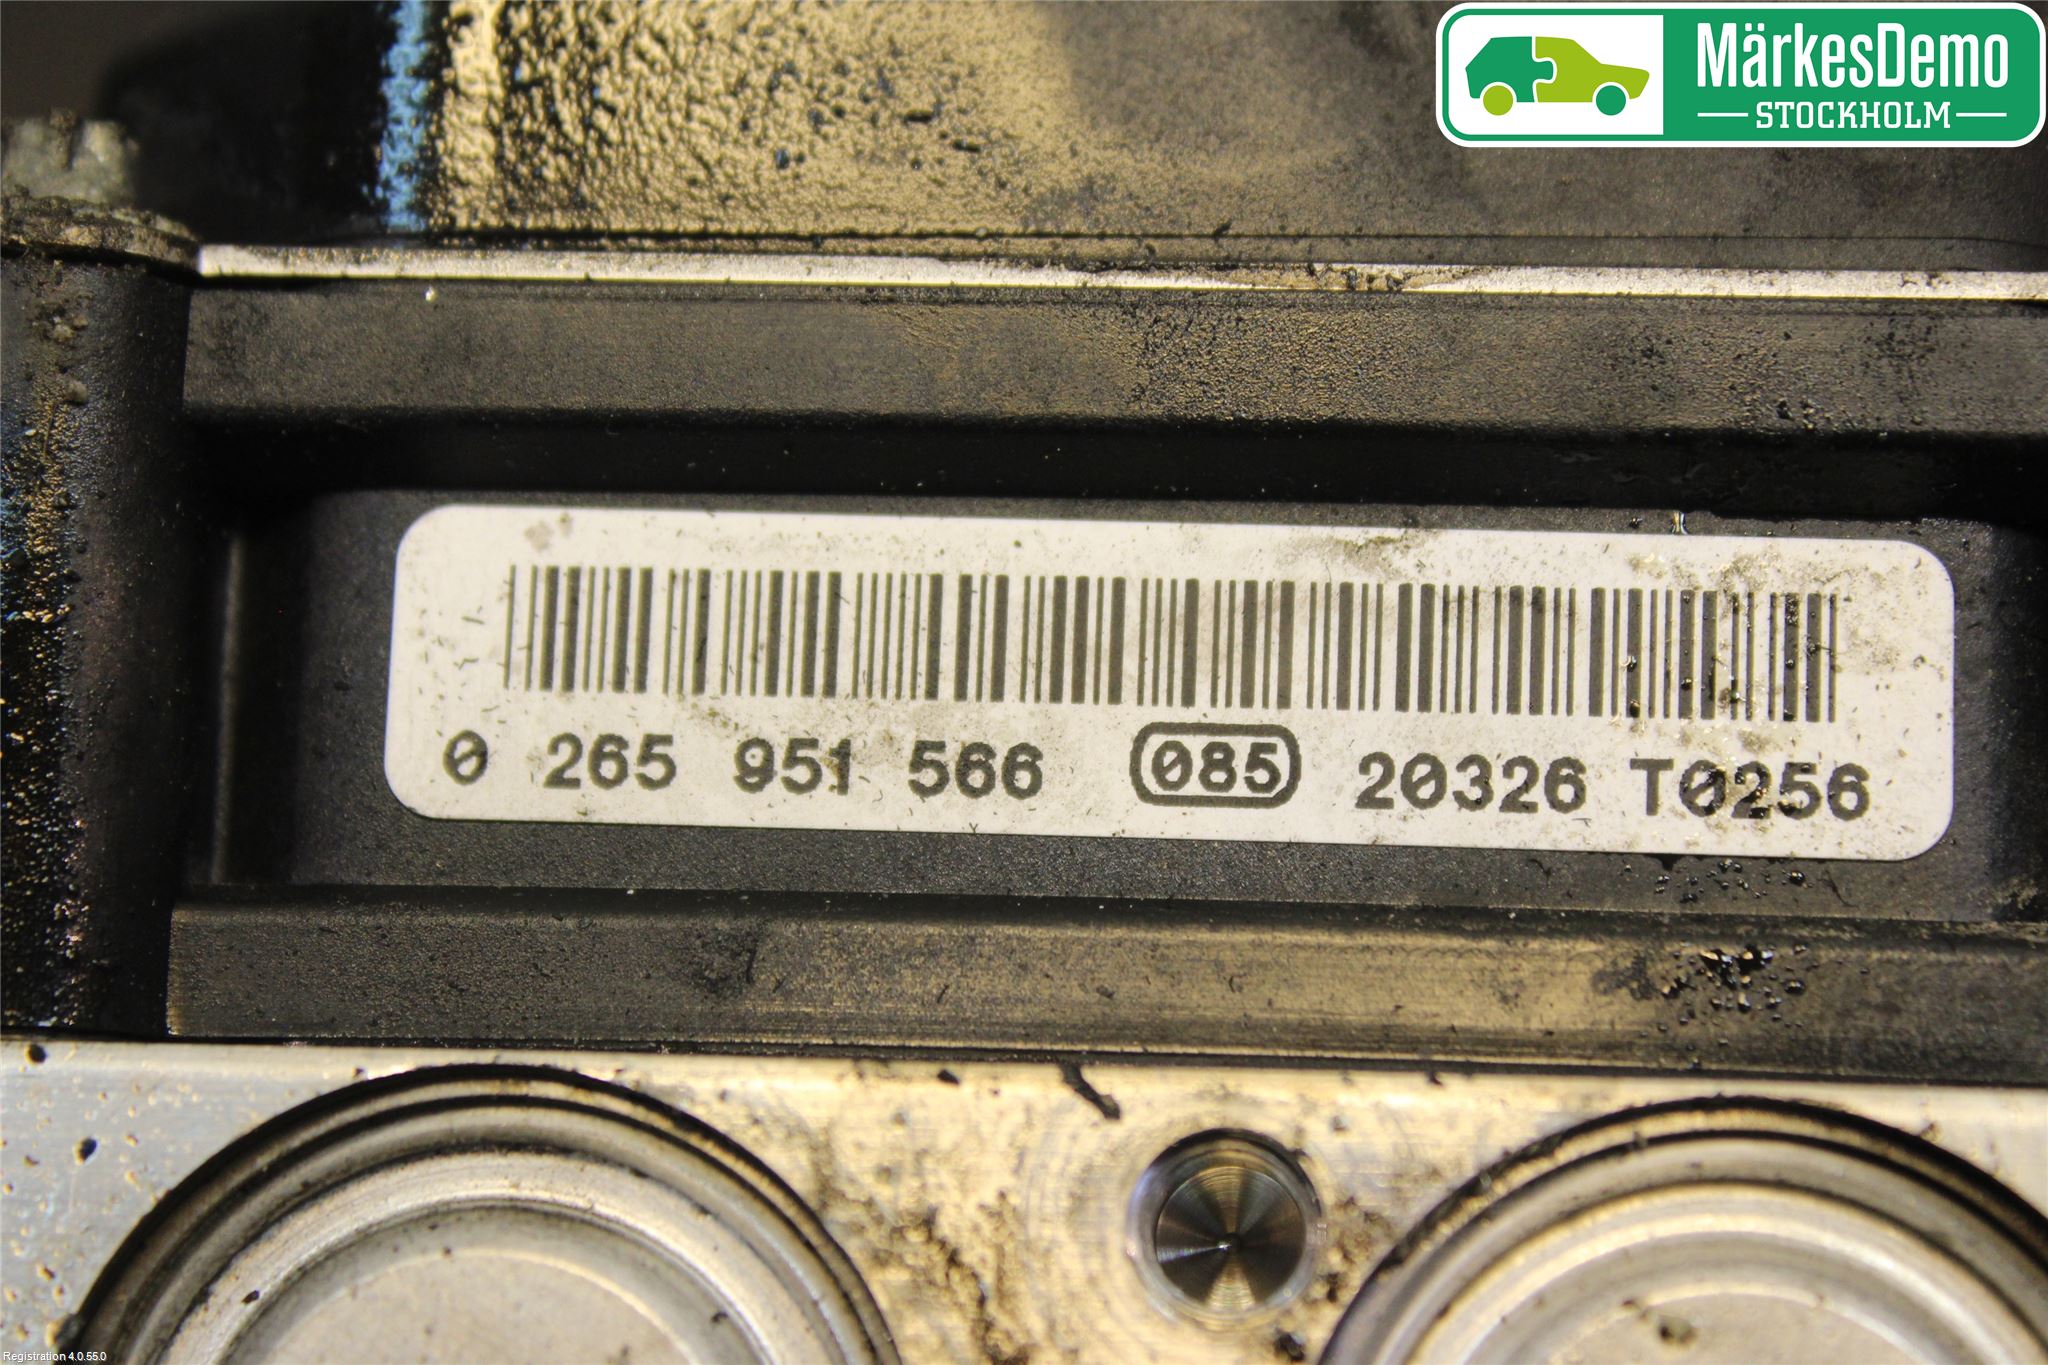 MärkesDemo
STOCKHOLM
0 265 951 566 085 20326 T0256
Registration 4.0.55.0